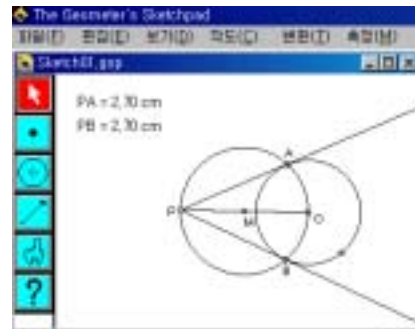 The Geometer's Sketchpad
파일(F) 편집(E) 보기(D) 작도(C) 변환(T) 측정(M)
Sketch01.gsp
PA = 2,70 cm
PB = 2,70 cm
A
P
M
O
B